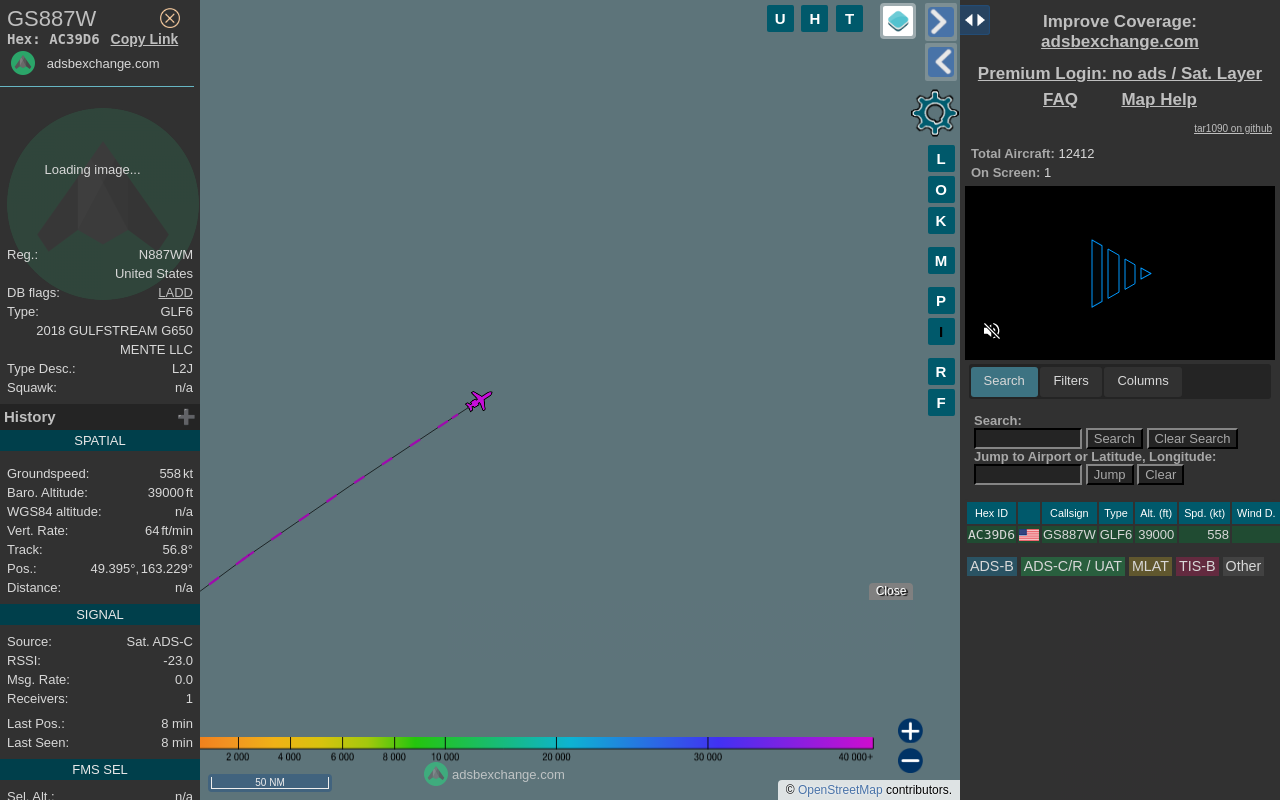 GS887W
Hex: AC39D6 Copy Link
adsbexchange.com
Loading image...
Reg.: N887WM
United States
DB flags: LADD
Type: GLF6
2018 GULFSTREAM G650
MENTE LLC
Type Desc.: L2J
Squawk: n/a
History
SPATIAL
Groundspeed: 558 kt
Baro. Altitude: 39000 ft
WGS84 altitude: n/a
Vert. Rate: 64 ft/min
Track: 56.8°
Pos.: 49.395°, 163.229°
Distance: n/a
SIGNAL
Source: Sat. ADS-C
RSSI: -23.0
Msg. Rate: 0.0
Receivers: 1
Last Pos.: 8 min
Last Seen: 8 min
FMS SEL
Sel. Alt.: n/a
U H T
L
O
K
M
P
I
R
F
Close
2 000 4 000 6 000 8 000 10 000 20 000 30 000 40 000+
adsbexchange.com
50 NM
© OpenStreetMap contributors.
Improve Coverage:
adsbexchange.com
Premium Login: no ads / Sat. Layer
FAQ Map Help
tar1090 on github
Total Aircraft: 12412
On Screen: 1
Search Filters Columns
Search:
Search Clear Search
Jump to Airport or Latitude, Longitude:
Jump Clear
Hex ID Callsign Type Alt. (ft) Spd. (kt) Wind D.
AC39D6 GS887W GLF6 39000 558
ADS-B ADS-C/R / UAT MLAT TIS-B Other